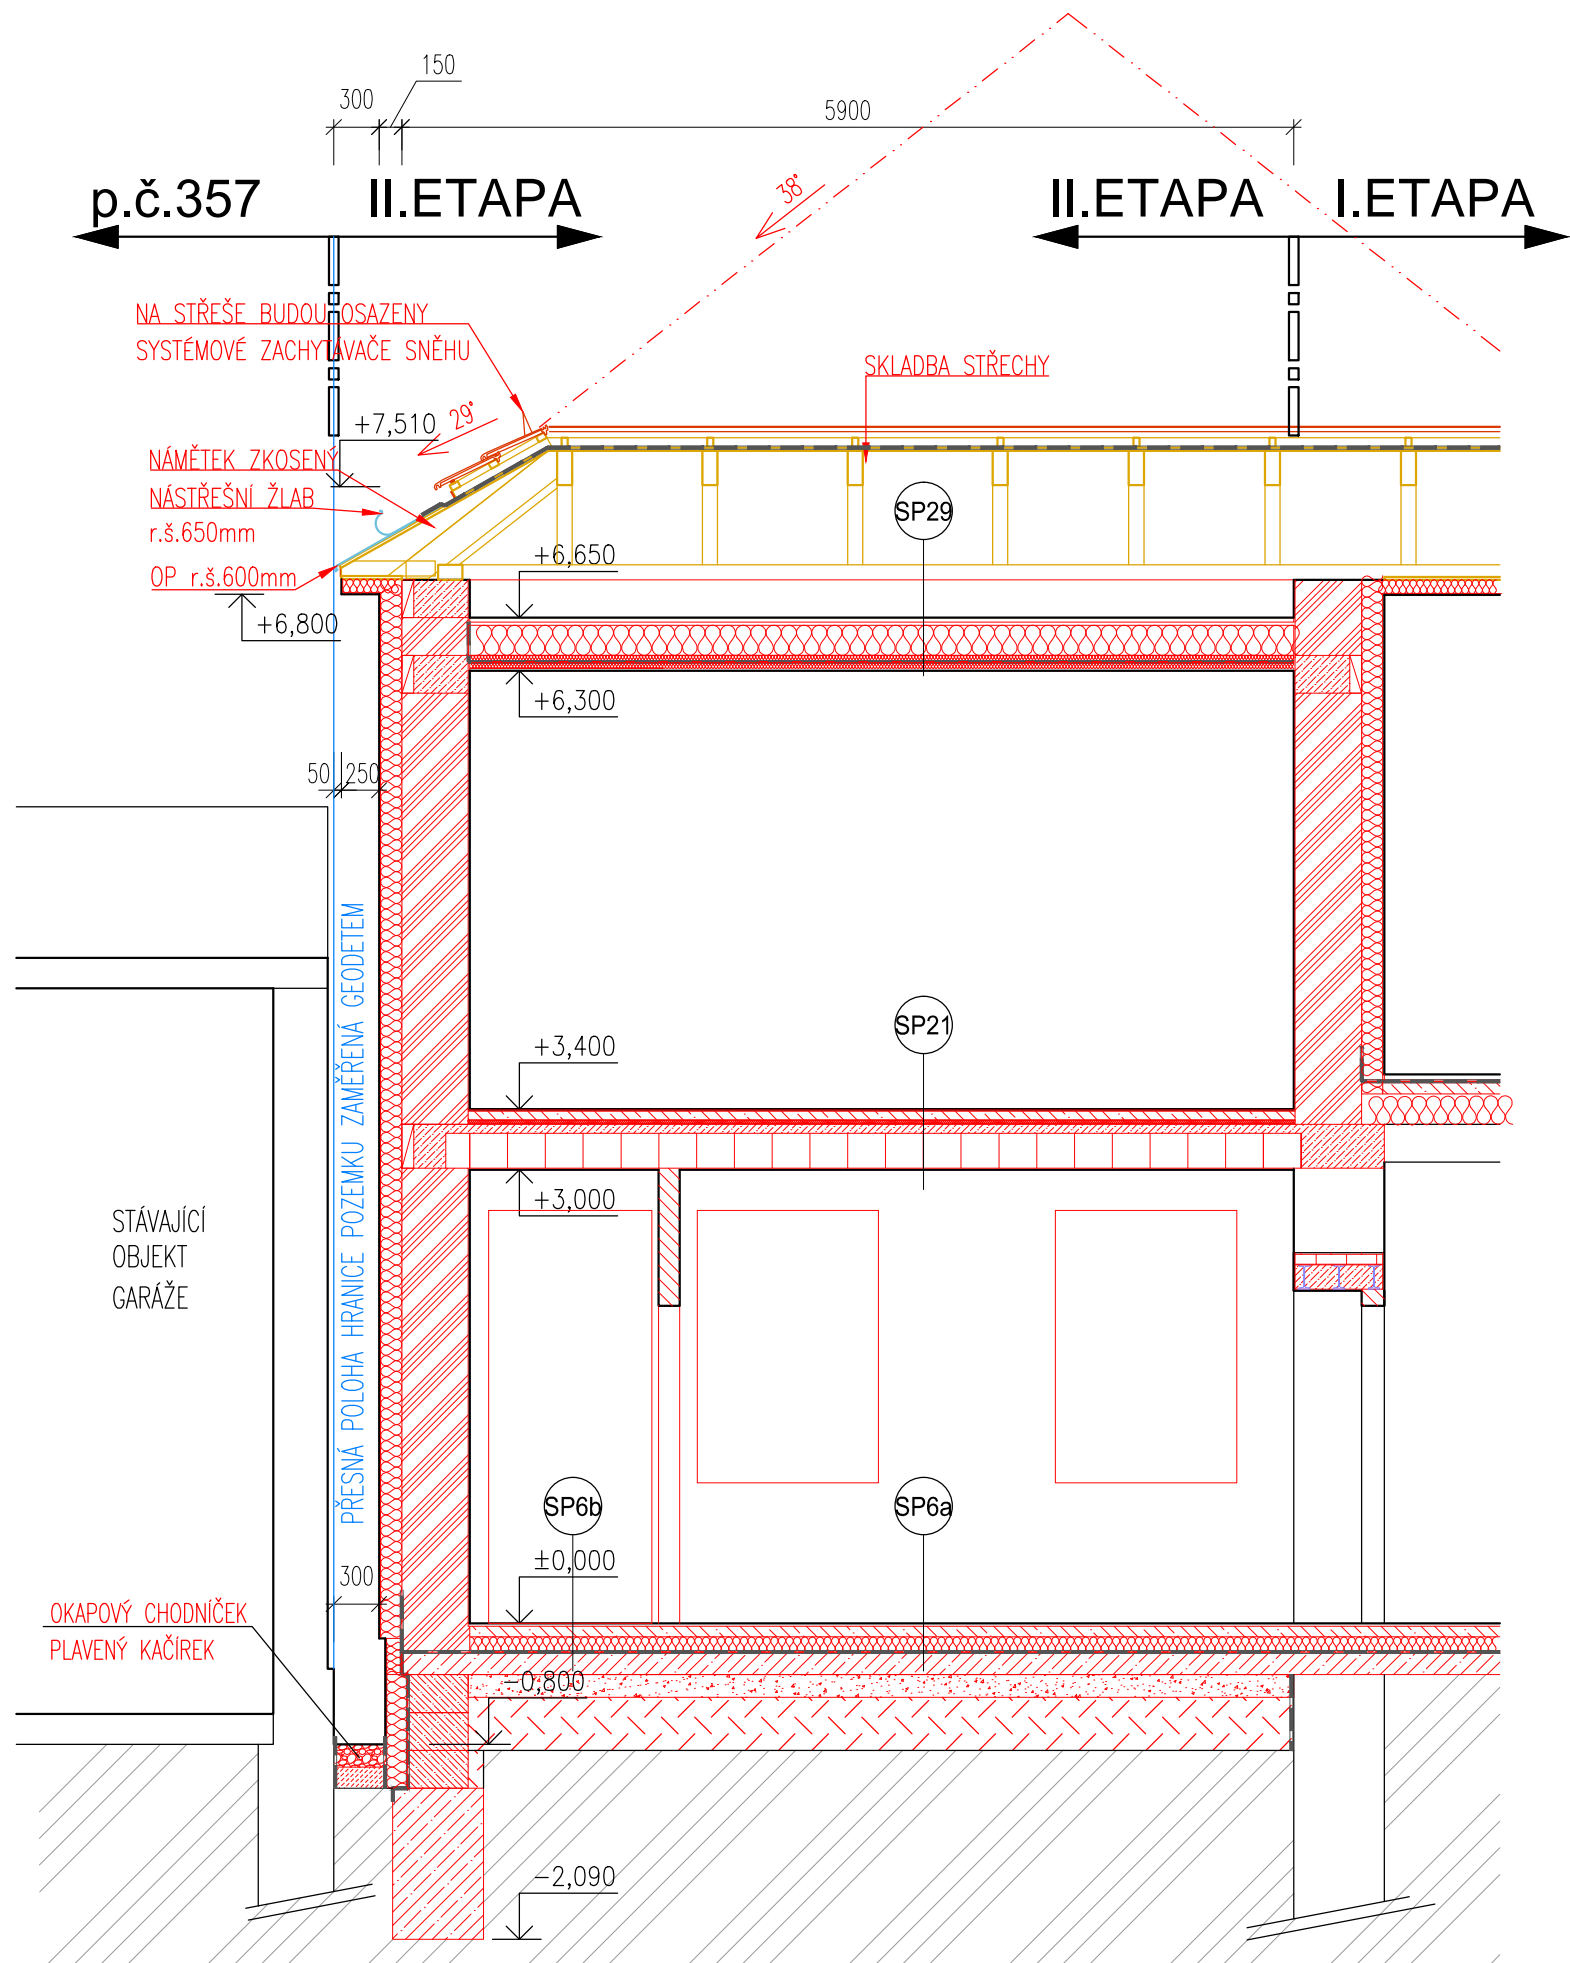 150
300
5900
p.č.357
II.ETAPA
II.ETAPA
I.ETAPA
38°
NA STŘEŠE BUDOU OSAZENY
SYSTÉMOVÉ ZACHYTÁVAČE SNĚHU
SKLADBA STŘECHY
+7,510
29°
NÁMĚTEK ZKOSENÝ
NÁSTŘEŠNÍ ŽLAB
r.š.650mm
OP r.š.600mm
SP29
+6,650
+6,800
+6,300
50
250
PŘESNÁ POLOHA HRANICE POZEMKU ZAMĚŘENÁ GEODETEM
SP21
+3,400
+3,000
STÁVAJÍCÍ
OBJEKT
GARÁŽE
SP6b
SP6a
±0,000
300
OKAPOVÝ CHODNÍČEK
PLAVENÝ KAČÍREK
-0,800
-2,090